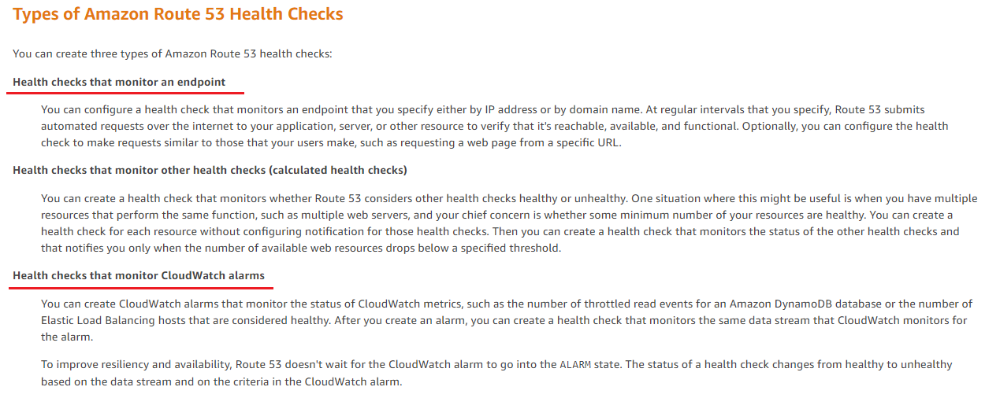 Types of Amazon Route 53 Health Checks
You can create three types of Amazon Route 53 health checks:
Health checks that monitor an endpoint
You can configure a health check that monitors an endpoint that you specify either by IP address or by domain name. At regular intervals that you specify, Route 53 submits
automated requests over the internet to your application, server, or other resource to verify that it's reachable, available, and functional. Optionally, you can configure the health
check to make requests similar to those that your users make, such as requesting a web page from a specific URL.
Health checks that monitor other health checks (calculated health checks)
You can create a health check that monitors whether Route 53 considers other health checks healthy or unhealthy. One situation where this might be useful is when you have multiple
resources that perform the same function, such as multiple web servers, and your chief concern is whether some minimum number of your resources are healthy. You can create a
health check for each resource without configuring notification for those health checks. Then you can create a health check that monitors the status of the other health checks and
that notifies you only when the number of available web resources drops below a specified threshold.
Health checks that monitor CloudWatch alarms
You can create CloudWatch alarms that monitor the status of CloudWatch metrics, such as the number of throttled read events for an Amazon DynamoDB database or the number of
Elastic Load Balancing hosts that are considered healthy. After you create an alarm, you can create a health check that monitors the same data stream that CloudWatch monitors for
the alarm.
To improve resiliency and availability, Route 53 doesn't wait for the CloudWatch alarm to go into the ALARM state. The status of a health check changes from healthy to unhealthy
based on the data stream and on the criteria in the CloudWatch alarm.